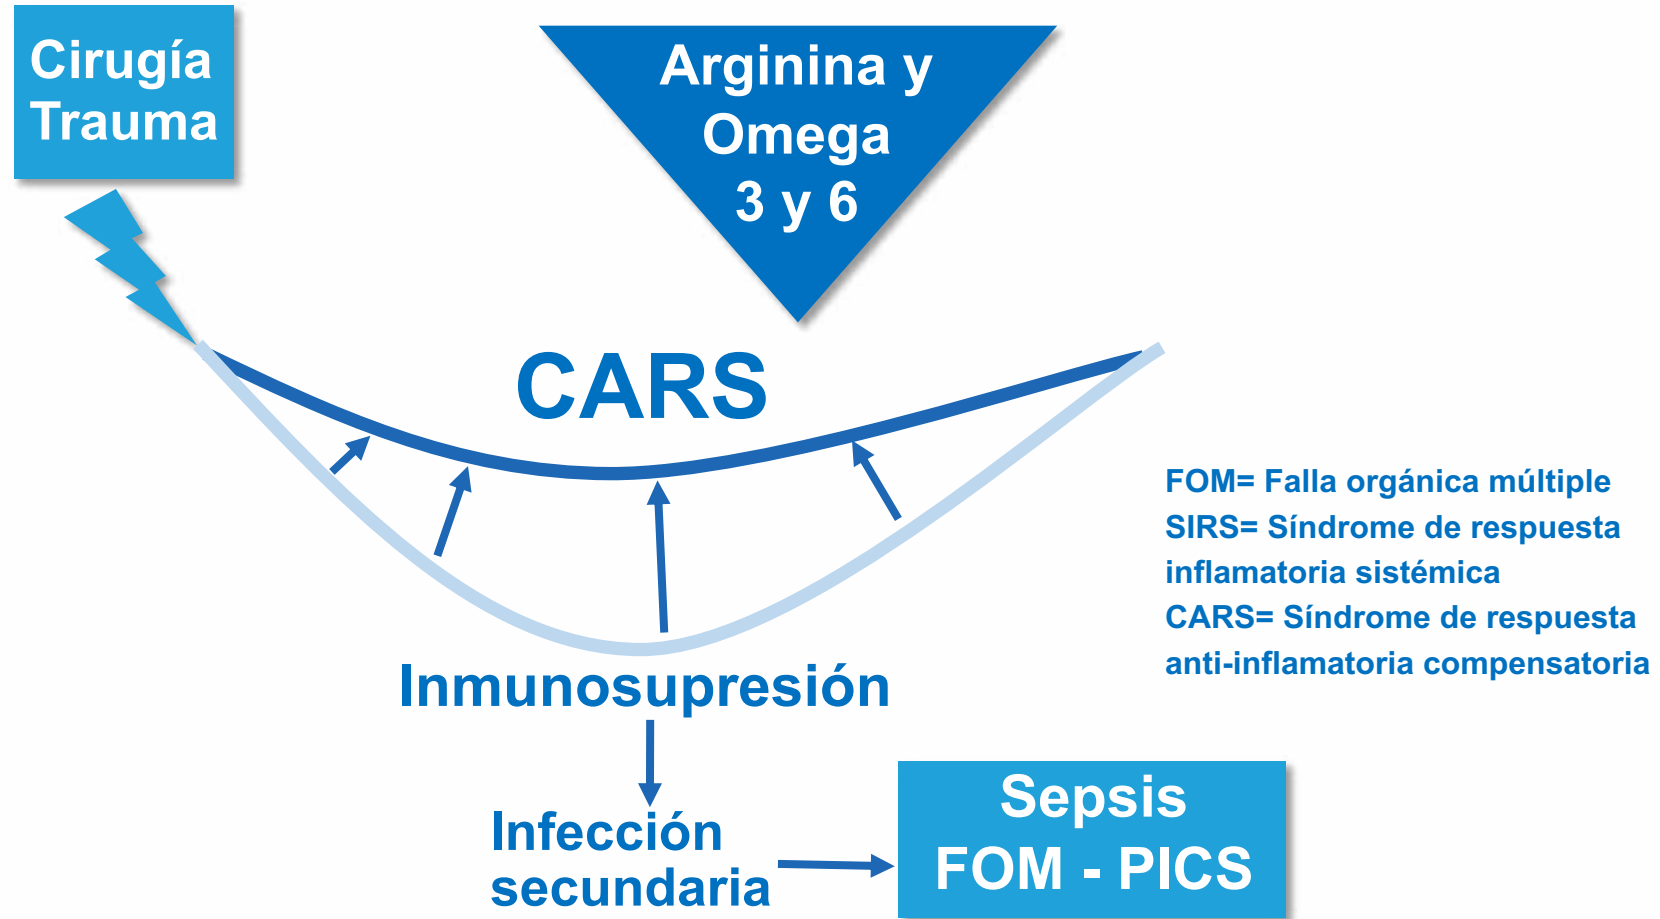 Cirugía
Trauma
Arginina y
Omega
3 y 6
CARS
FOM= Falla orgánica múltiple
SIRS= Síndrome de respuesta
inflamatoria sistémica
CARS= Síndrome de respuesta
anti-inflamatoria compensatoria
Inmunosupresión
Infección
secundaria
Sepsis
FOM - PICS